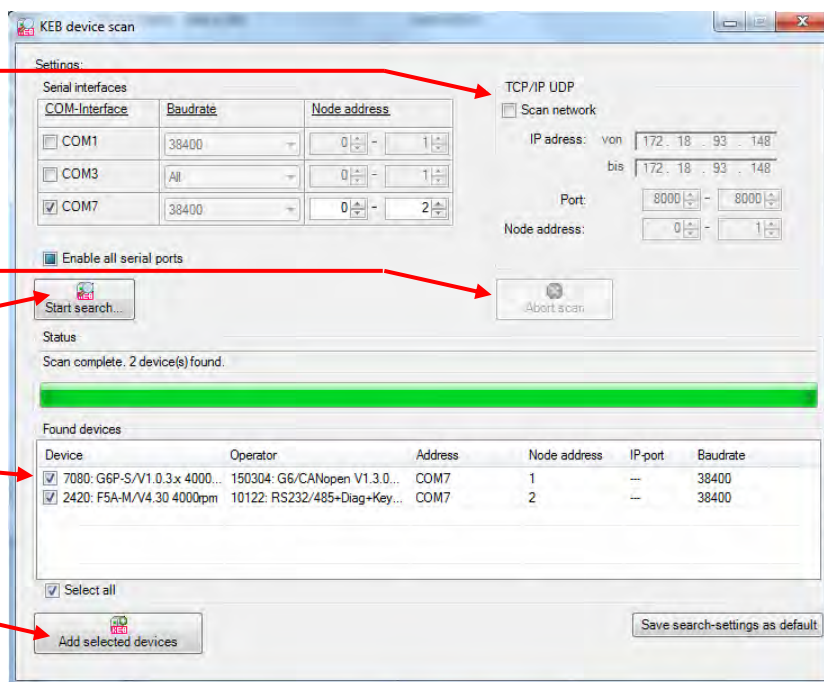 KEB device scan
Settings:
Serial interfaces
COM-Interface Baudrate Node address
COM1 38400 0 - 1
COM3 All 0 - 1
COM7 38400 0 - 2
Enable all serial ports
TCP/IP UDP
Scan network
IP adress: von 172 . 18 . 93 . 148
bis 172 . 18 . 93 . 148
Port: 8000 - 8000
Node address: 0 - 1
KEB
Start search...
Abort scan
Status
Scan complete. 2 device(s) found.
Found devices
Device Operator Address Node address IP-port Baudrate
7080: G6P-S/V1.0.3.x 4000... 150304: G6/CANopen V1.3.0... COM7 1 --- 38400
2420: F5A-M/V4.30 4000rpm 10122: RS232/485+Diag+Key... COM7 2 --- 38400
Select all
KEB
Add selected devices
Save search-settings as default